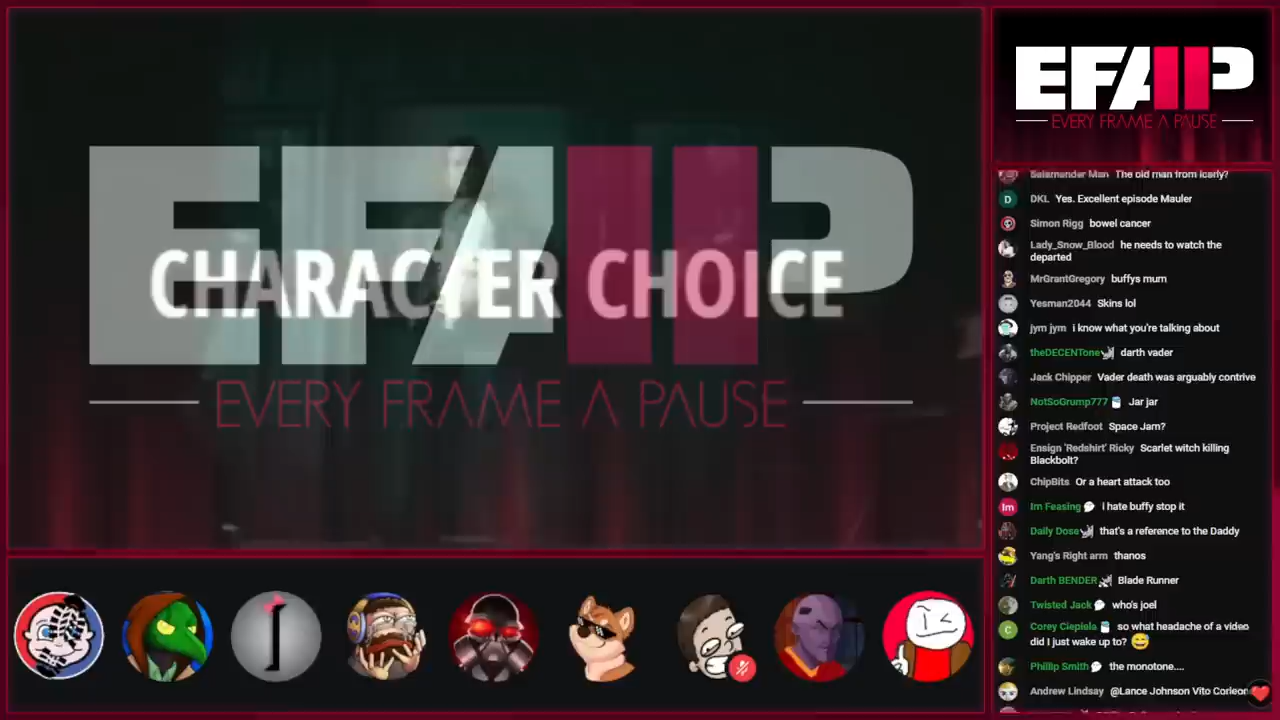 EFAP
CHARACTER CHOICE
EVERY FRAME A PAUSE
EFAP
EVERY FRAME A PAUSE
Salamander Man The old man from icarly?
D DKL Yes. Excellent episode Mauler
Simon Rigg bowel cancer
Lady_Snow_Blood he needs to watch the
departed
MrGrantGregory buffys mum
Yesman2044 Skins lol
jym jym i know what you're talking about
theDECENTone darth vader
Jack Chipper Vader death was arguably contrive
NotSoGrump777 Jar jar
Project Redfoot Space Jam?
Ensign 'Redshirt' Ricky Scarlet witch killing
Blackbolt?
ChipBits Or a heart attack too
Im Im Feasing i hate buffy stop it
Daily Dose that's a reference to the Daddy
Yang's Right arm thanos
Darth BENDER Blade Runner
Twisted Jack who's joel
C Corey Ciepiela so what headache of a video
did I just wake up to? 😅
Phillip Smith the monotone....
Andrew Lindsay @Lance Johnson Vito Corleon